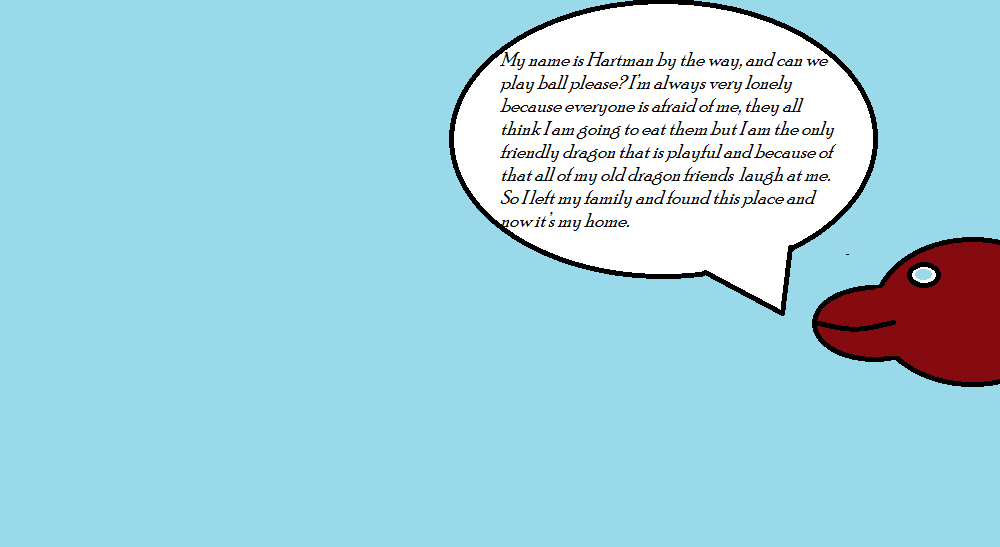 My name is Hartman by the way, and can we
play ball please? I'm always very lonely
because everyone is afraid of me, they all
think I am going to eat them but I am the only
friendly dragon that is playful and because of
that all of my old dragon friends laugh at me.
So I left my family and found this place and
now it's my home.